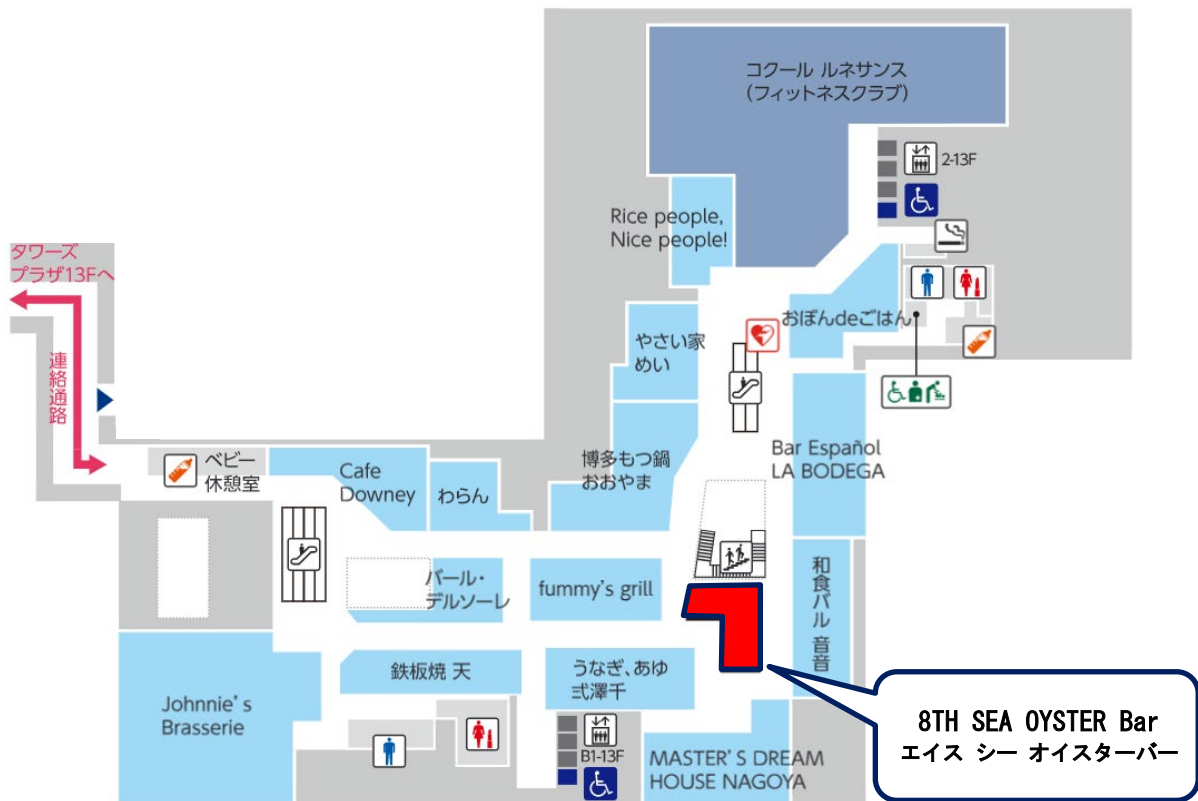 コクール ルネサンス
(フィットネスクラブ)
2-13F
Rice people,
Nice people!
タワーズ
プラザ13Fへ
連絡通路
おぼんdeごはん
やさい家
めい
Bar Español
LA BODEGA
博多もつ鍋
おおやま
ベビー
休憩室
Cafe
Downey
わらん
バール・
デルソーレ
fummy's grill
和食バル 音音
鉄板焼 天
うなぎ、あゆ
弍澤千
Johnnie's
Brasserie
B1-13F
MASTER'S DREAM
HOUSE NAGOYA
8TH SEA OYSTER Bar
エイス シー オイスターバー